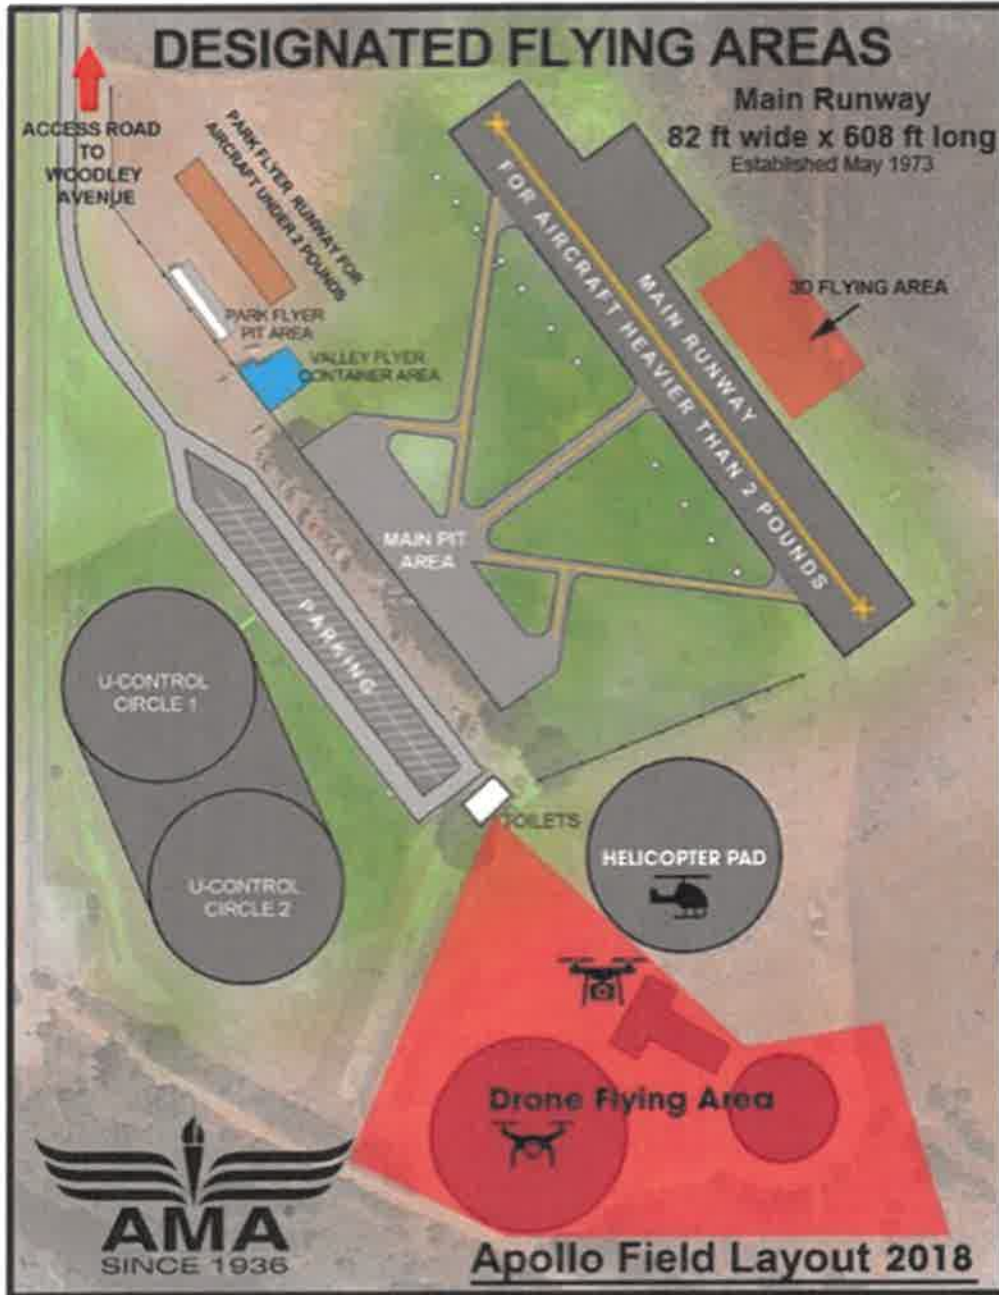 DESIGNATED FLYING AREAS
Main Runway
82 ft wide x 608 ft long
Established May 1973
ACCESS ROAD
TO
WOODLEY
AVENUE
PARK FLYER RUNWAY FOR
AIRCRAFT UNDER 2 POUNDS
PARK FLYER
PIT AREA
VALLEY FLYER
CONTAINER AREA
MAIN RUNWAY
FOR AIRCRAFT HEAVIER THAN 2 POUNDS
3D FLYING AREA
MAIN PIT
AREA
PARKING
U-CONTROL
CIRCLE 1
U-CONTROL
CIRCLE 2
TOILETS
HELICOPTER PAD
Drone Flying Area
AMA
SINCE 1936
Apollo Field Layout 2018